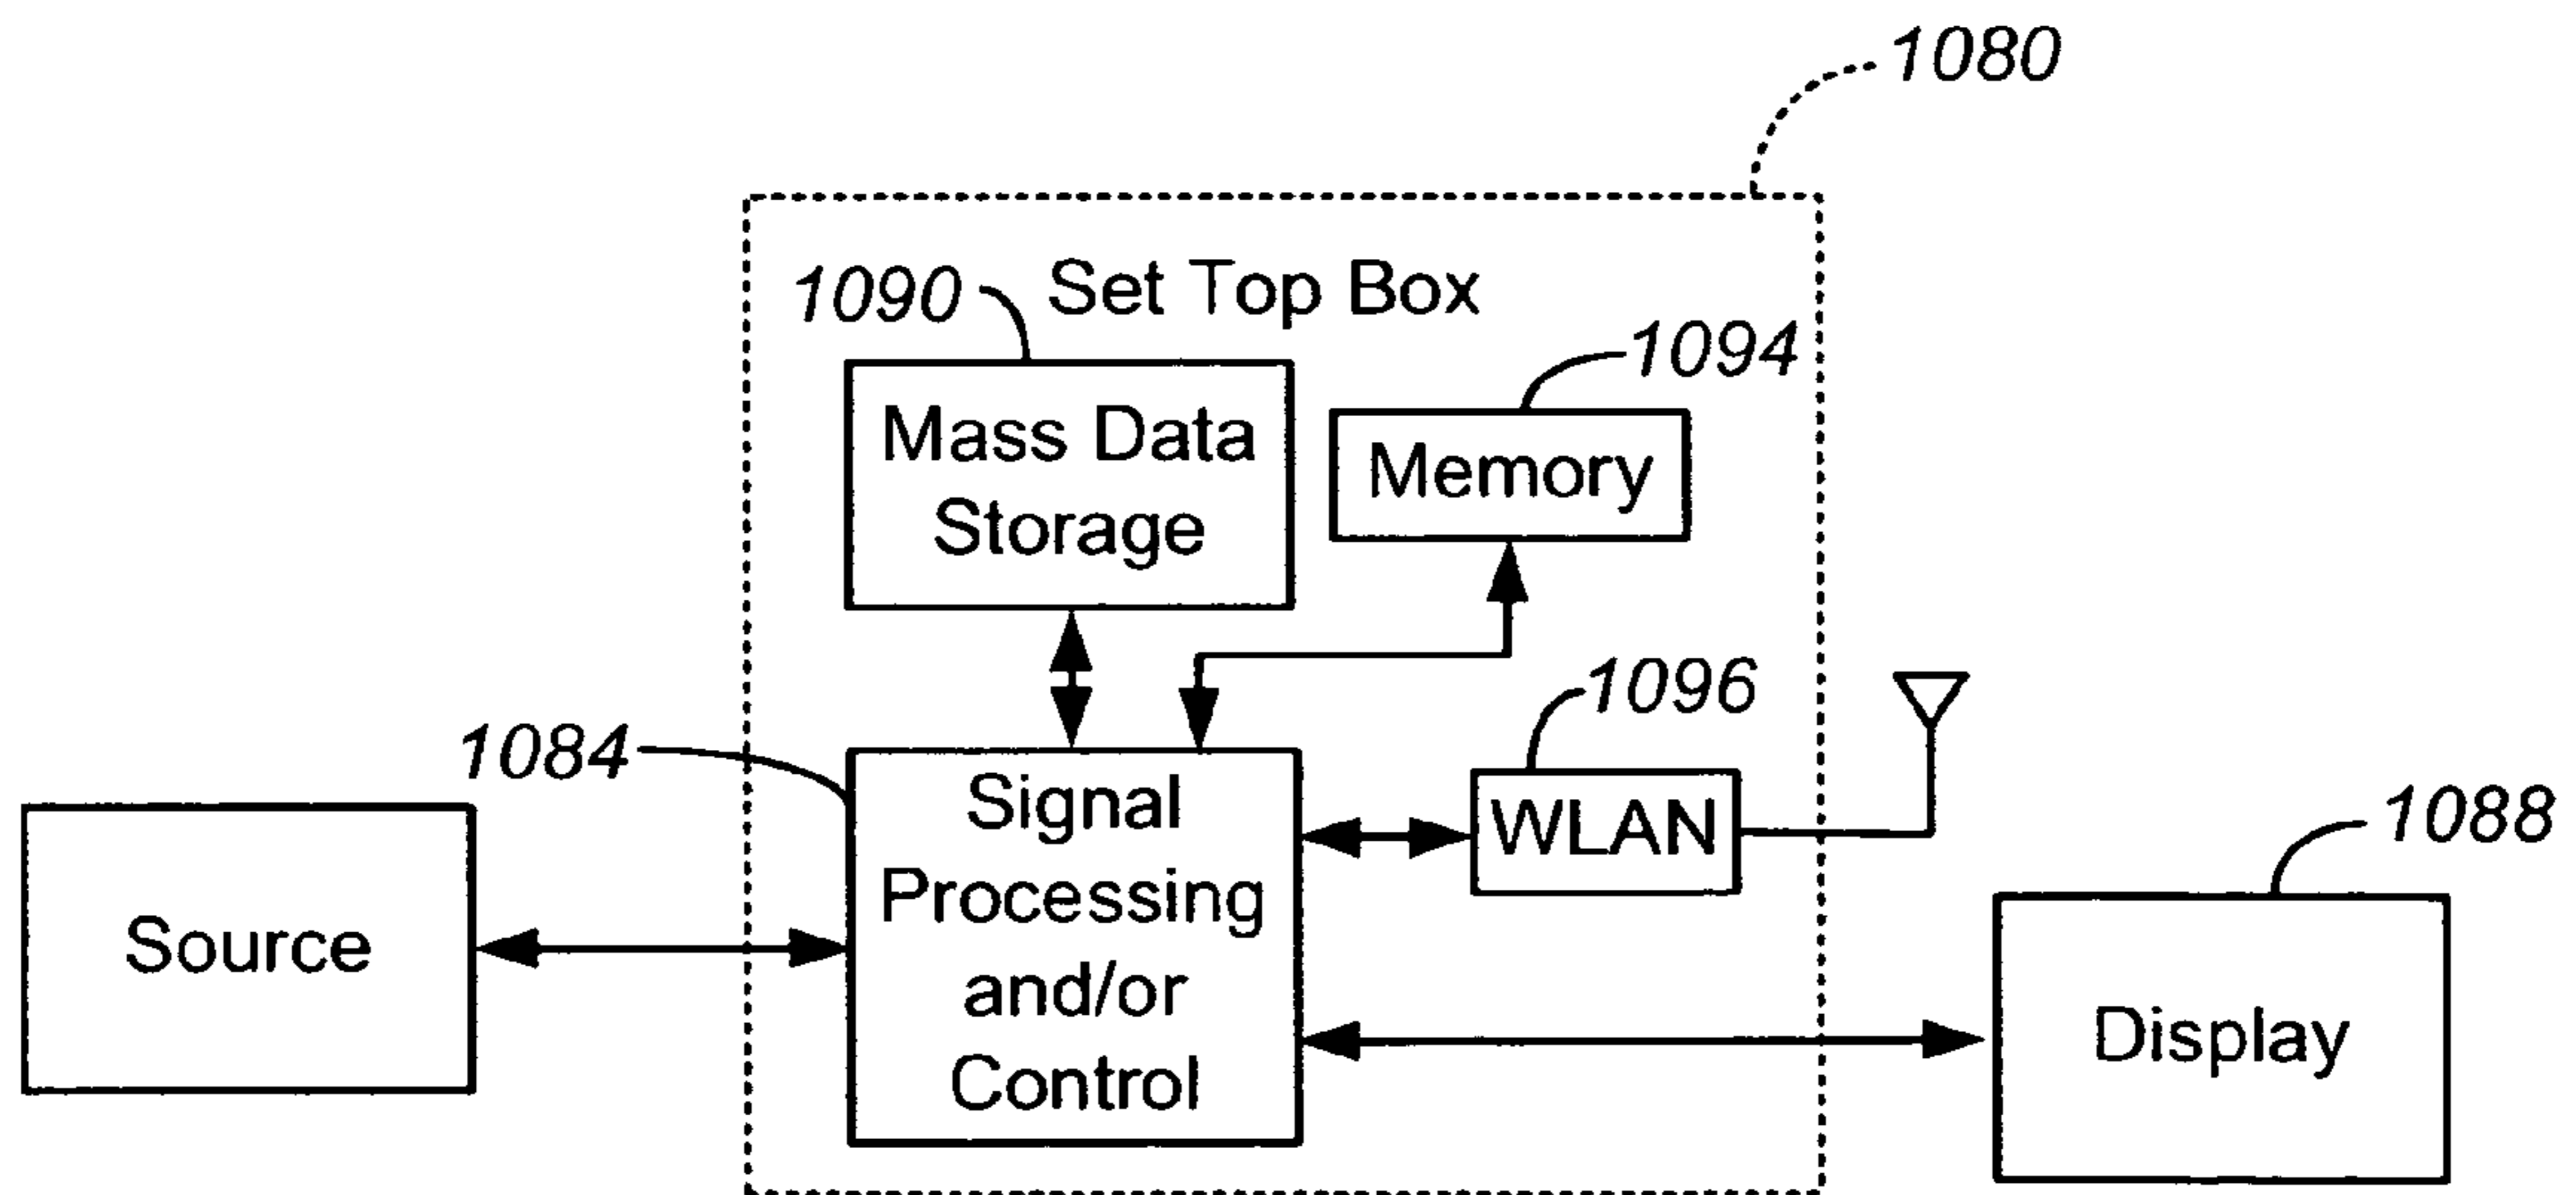 1080
1090
Set Top Box
1094
Mass Data
Storage
Memory
1096
1084
Signal
Processing
and/or
Control
WLAN
1088
Source
Display